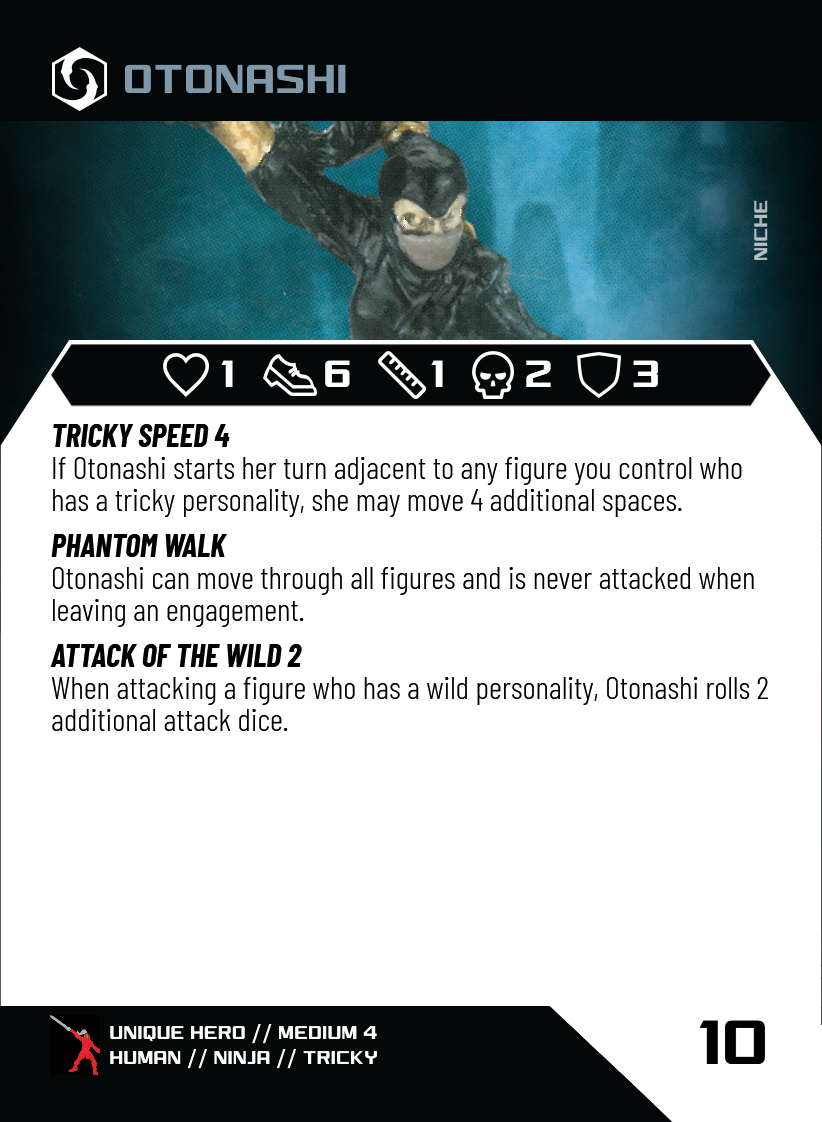 OTONASHI
NICHE
1 6 1 2 3
TRICKY SPEED 4
If Otonashi starts her turn adjacent to any figure you control who
has a tricky personality, she may move 4 additional spaces.
PHANTOM WALK
Otonashi can move through all figures and is never attacked when
leaving an engagement.
ATTACK OF THE WILD 2
When attacking a figure who has a wild personality, Otonashi rolls 2
additional attack dice.
UNIQUE HERO // MEDIUM 4
HUMAN // NINJA // TRICKY
10